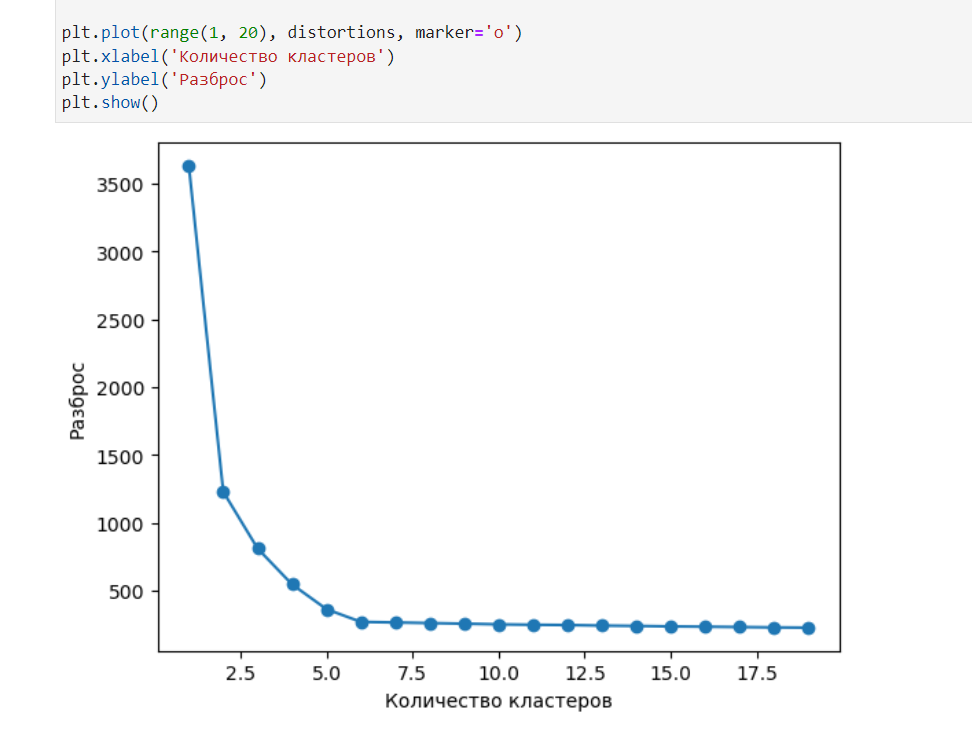 plt.plot(range(1, 20), distortions, marker='o')
plt.xlabel('Количество кластеров')
plt.ylabel('Разброс')
plt.show()
3500
3000
2500
2000
1500
1000
500
Разброс
2.5 5.0 7.5 10.0 12.5 15.0 17.5
Количество кластеров